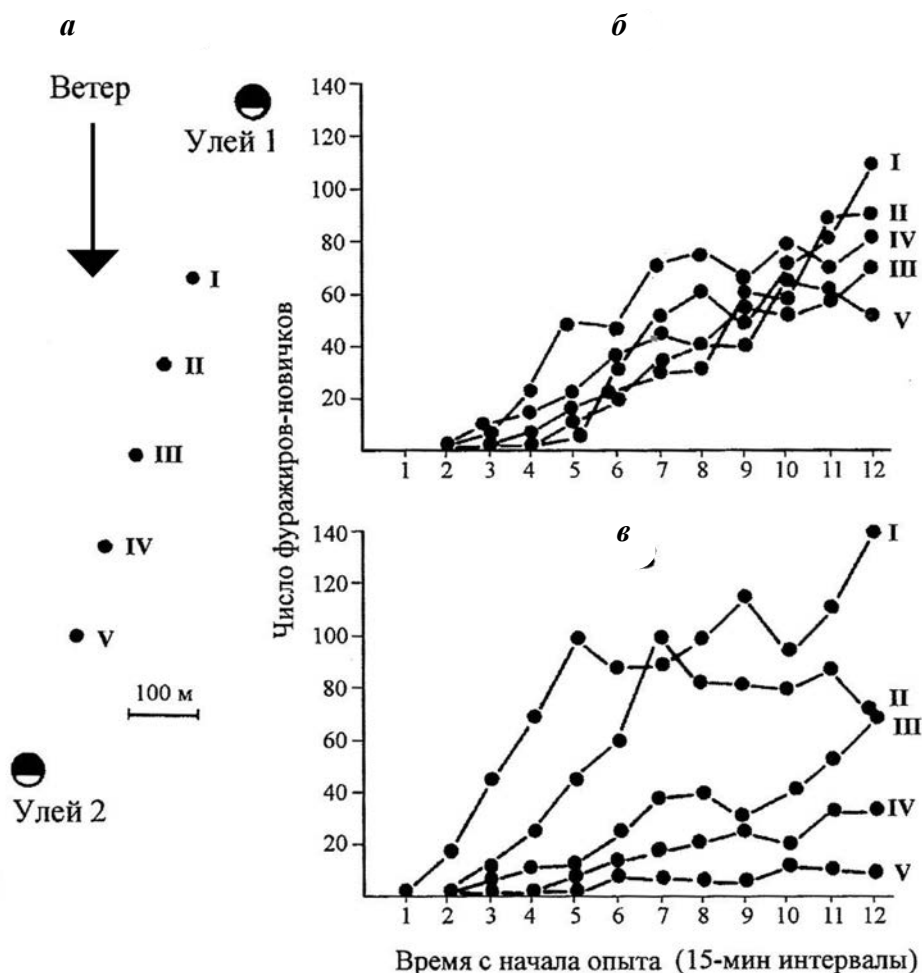 а
Ветер
Улей 1
I
II
III
IV
V
100 м
Улей 2
б
Число фуражиров-новичков
140
120
100
80
60
40
20
1 2 3 4 5 6 7 8 9 10 11 12
I
II
IV
III
V
в
140
120
100
80
60
40
20
1 2 3 4 5 6 7 8 9 10 11 12
I
II
III
IV
V
Время с начала опыта (15-мин интервалы)